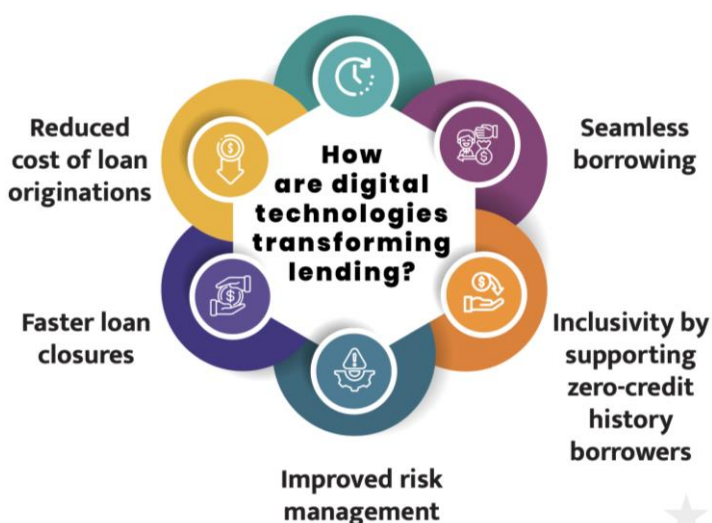 How
are digital
technologies
transforming
lending?
Seamless
borrowing
Inclusivity by
supporting
zero-credit
history
borrowers
Improved risk
management
Faster loan
closures
Reduced
cost of loan
originations